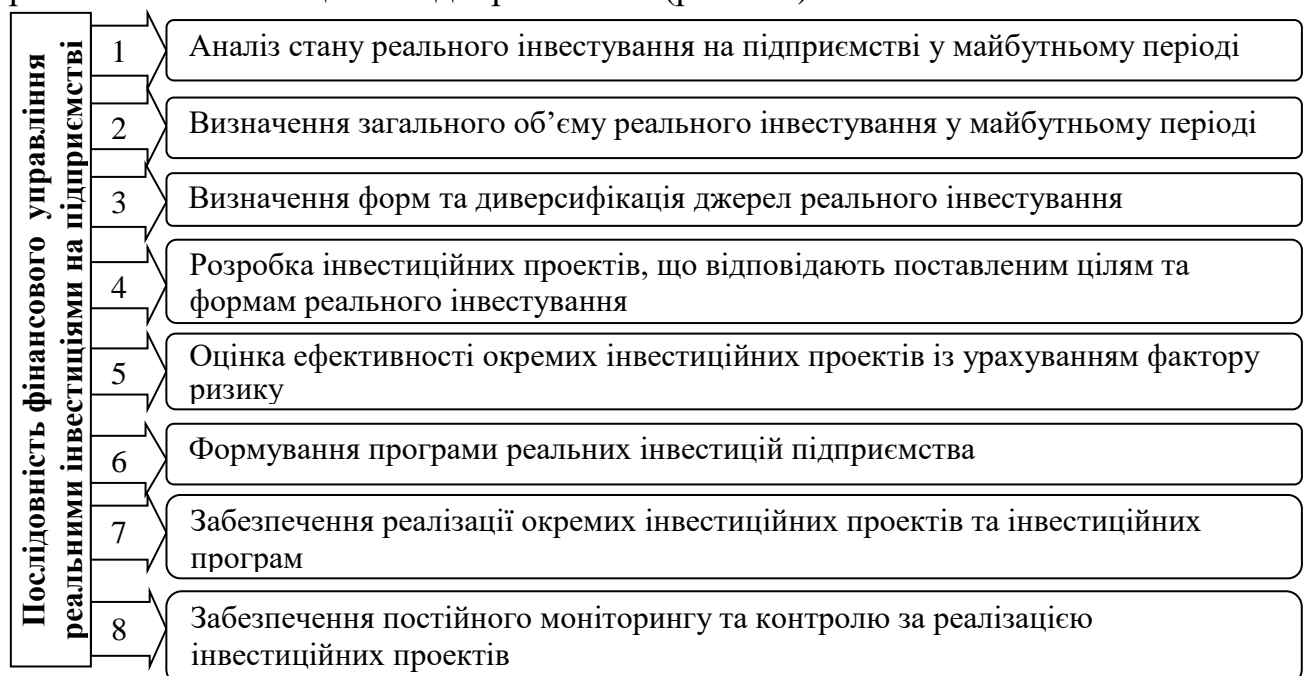 Послідовність фінансового управління
реальними інвестиціями на підприємстві
1
Аналіз стану реального інвестування на підприємстві у майбутньому періоді
2
Визначення загального об’єму реального інвестування у майбутньому періоді
3
Визначення форм та диверсифікація джерел реального інвестування
4
Розробка інвестиційних проектів, що відповідають поставленим цілям та
формам реального інвестування
5
Оцінка ефективності окремих інвестиційних проектів із урахуванням фактору
ризику
6
Формування програми реальних інвестицій підприємства
7
Забезпечення реалізації окремих інвестиційних проектів та інвестиційних
програм
8
Забезпечення постійного моніторингу та контролю за реалізацією
інвестиційних проектів